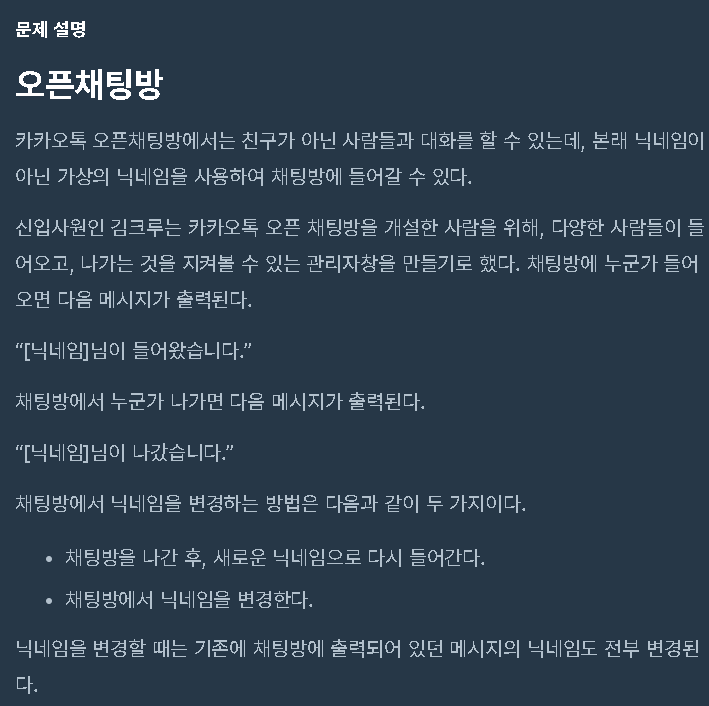 문제 설명
오픈채팅방
카카오톡 오픈채팅방에서는 친구가 아닌 사람들과 대화를 할 수 있는데, 본래 닉네임이
아닌 가상의 닉네임을 사용하여 채팅방에 들어갈 수 있다.
신입사원인 김크루는 카카오톡 오픈 채팅방을 개설한 사람을 위해, 다양한 사람들이 들
어오고, 나가는 것을 지켜볼 수 있는 관리자창을 만들기로 했다. 채팅방에 누군가 들어
오면 다음 메시지가 출력된다.
“[닉네임]님이 들어왔습니다.”
채팅방에서 누군가 나가면 다음 메시지가 출력된다.
“[닉네임]님이 나갔습니다.”
채팅방에서 닉네임을 변경하는 방법은 다음과 같이 두 가지이다.
• 채팅방을 나간 후, 새로운 닉네임으로 다시 들어간다.
• 채팅방에서 닉네임을 변경한다.
닉네임을 변경할 때는 기존에 채팅방에 출력되어 있던 메시지의 닉네임도 전부 변경된
다.